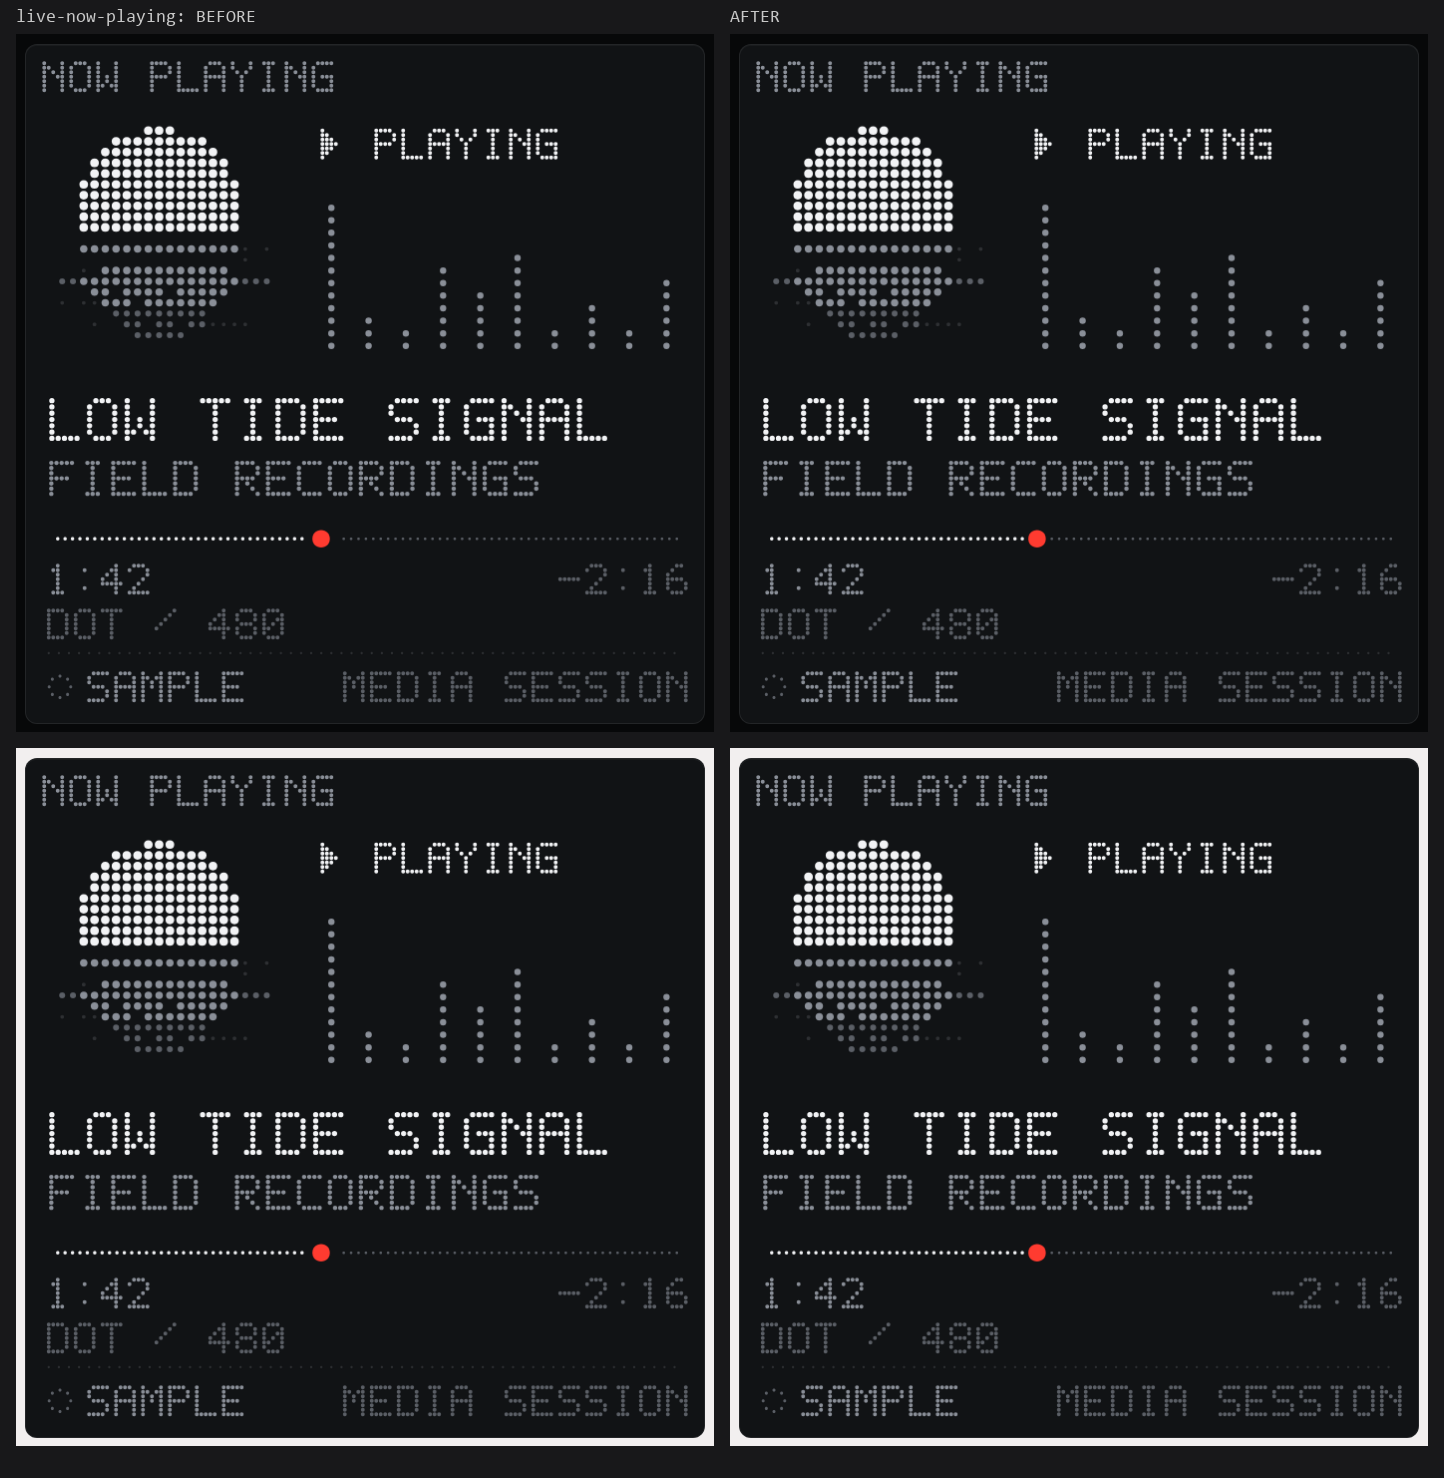 live-now-playing: BEFORE
AFTER
NOW PLAYING
PLAYING
LOW TIDE SIGNAL
FIELD RECORDINGS
1:42
-2:16
DOT / 480
SAMPLE
MEDIA SESSION
NOW PLAYING
PLAYING
LOW TIDE SIGNAL
FIELD RECORDINGS
1:42
-2:16
DOT / 480
SAMPLE
MEDIA SESSION
NOW PLAYING
PLAYING
LOW TIDE SIGNAL
FIELD RECORDINGS
1:42
-2:16
DOT / 480
SAMPLE
MEDIA SESSION
NOW PLAYING
PLAYING
LOW TIDE SIGNAL
FIELD RECORDINGS
1:42
-2:16
DOT / 480
SAMPLE
MEDIA SESSION